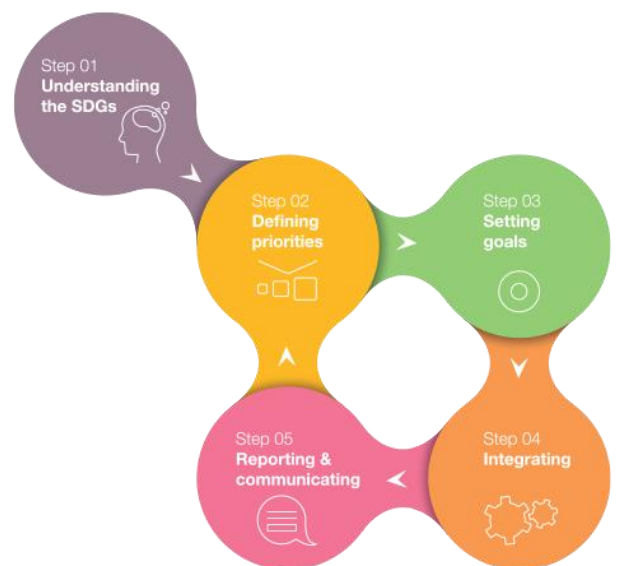 Step 01
Understanding
the SDGs
Step 02
Defining
priorities
Step 03
Setting
goals
Step 04
Integrating
Step 05
Reporting &
communicating